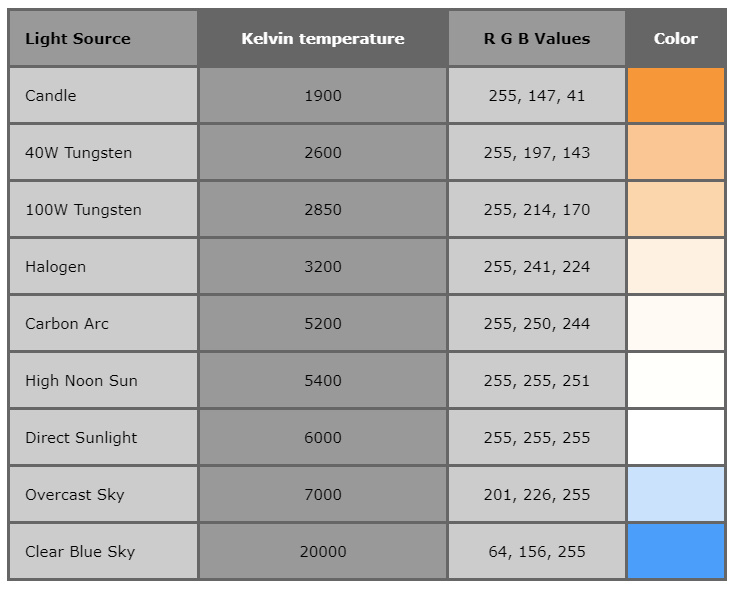 Light Source Kelvin temperature R G B Values Color
Candle 1900 255, 147, 41
40W Tungsten 2600 255, 197, 143
100W Tungsten 2850 255, 214, 170
Halogen 3200 255, 241, 224
Carbon Arc 5200 255, 250, 244
High Noon Sun 5400 255, 255, 251
Direct Sunlight 6000 255, 255, 255
Overcast Sky 7000 201, 226, 255
Clear Blue Sky 20000 64, 156, 255